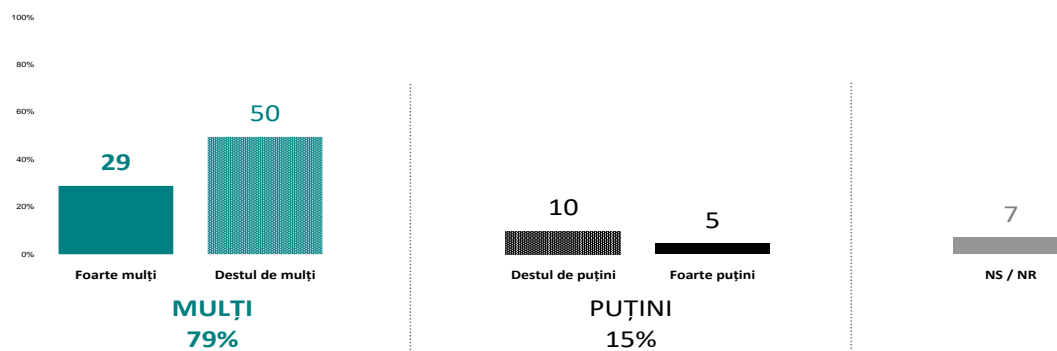 100%
80%
60%
40%
20%
0%
29
50
10
5
7
Foarte mulți
Destul de mulți
Destul de puțini
Foarte puțini
NS / NR
MULȚI
79%
PUȚINI
15%